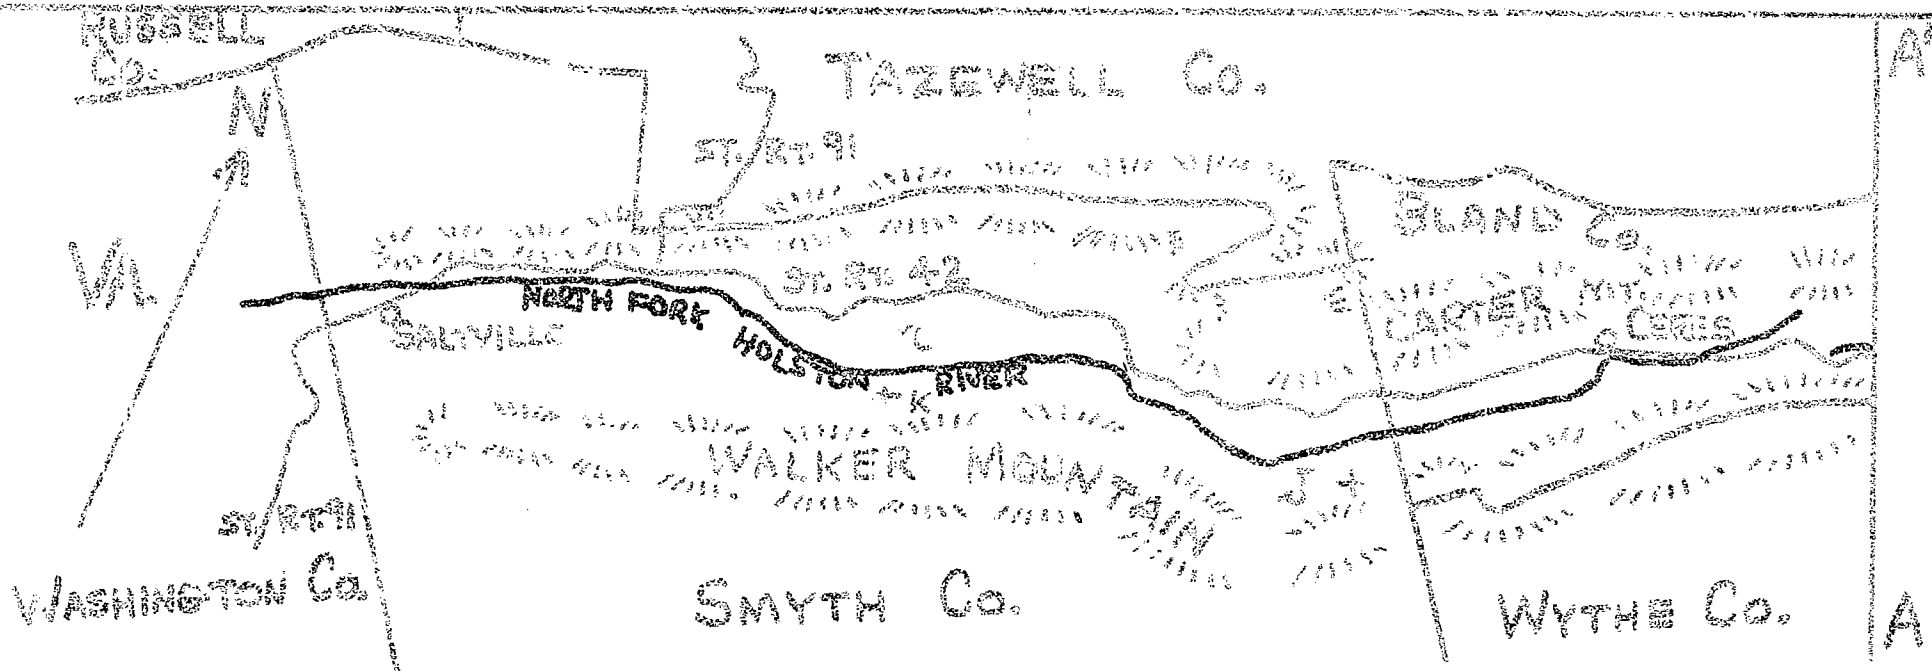 RUSSELL
Co.
N
TAZEWELL Co.
A'
ST. RT. 91
BLAND Co.
VA.
ST. RT. 42
E
CARTER MT.
CERES
NORTH FORK HOLSTON RIVER
SALTVILLE
L
K
WALKER MOUNTAIN
J
ST. RT. 91
WASHINGTON Co.
SMYTH Co.
WYTHE Co.
A